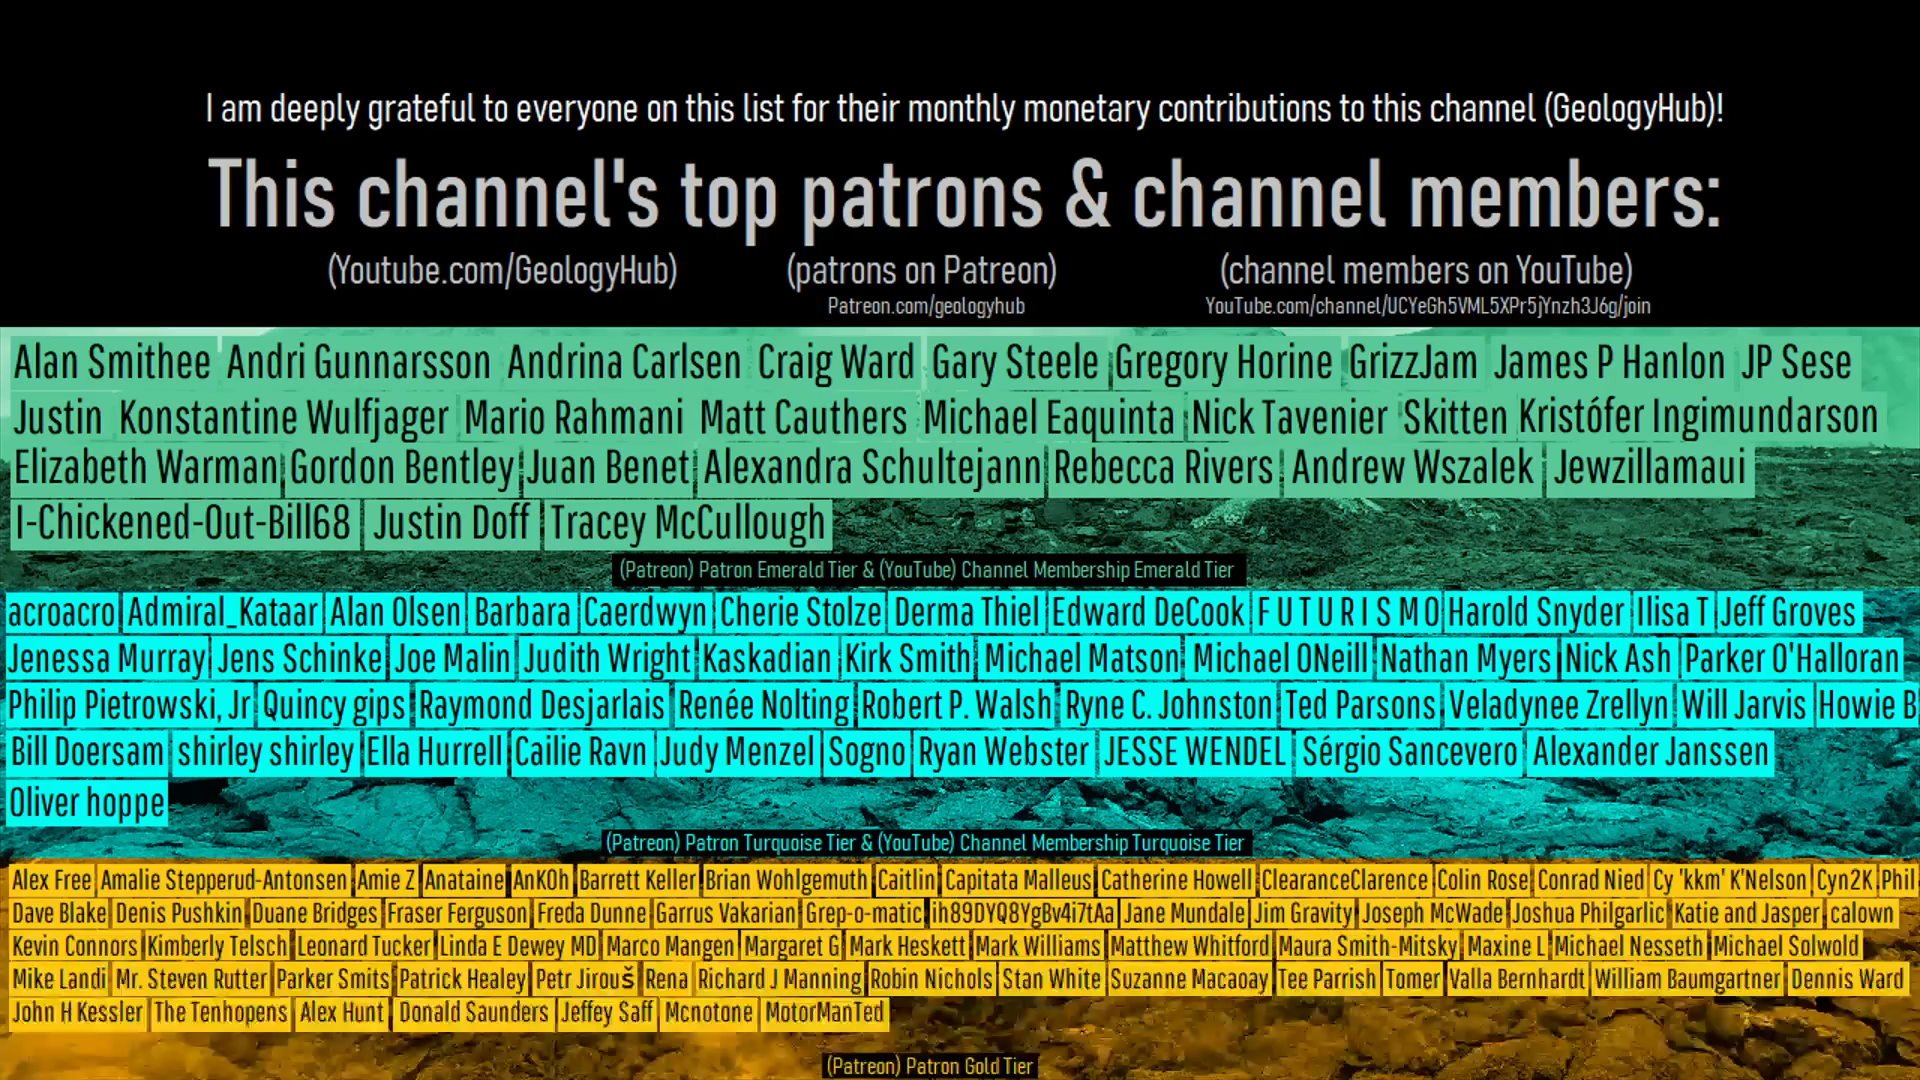 I am deeply grateful to everyone on this list for their monthly monetary contributions to this channel (GeologyHub)!
This channel's top patrons & channel members:
(Youtube.com/GeologyHub) (patrons on Patreon) (channel members on YouTube)
Patreon.com/geologyhub YouTube.com/channel/UCYeGh5VML5XPr5jYnzh3J6g/join
Alan Smithee Andri Gunnarsson Andrina Carlsen Craig Ward Gary Steele Gregory Horine GrizzJam James P Hanlon JP Sese
Justin Konstantine Wulfjager Mario Rahmani Matt Cauthers Michael Eaquinta Nick Tavenier Skitten Kristófer Ingimundarson
Elizabeth Warman Gordon Bentley Juan Benet Alexandra Schultejann Rebecca Rivers Andrew Wszalek Jewzillamaui
I-Chickened-Out-Bill68 Justin Doff Tracey McCullough
(Patreon) Patron Emerald Tier & (YouTube) Channel Membership Emerald Tier
acroacro Admiral_Kataar Alan Olsen Barbara Caerdwyn Cherie Stolze Derma Thiel Edward DeCook F U T U R I S M O Harold Snyder Ilisa T Jeff Groves
Jenessa Murray Jens Schinke Joe Malin Judith Wright Kaskadian Kirk Smith Michael Matson Michael ONeill Nathan Myers Nick Ash Parker O'Halloran
Philip Pietrowski, Jr Quincy gips Raymond Desjarlais Renée Nolting Robert P. Walsh Ryne C. Johnston Ted Parsons Veladynee Zrellyn Will Jarvis Howie B
Bill Doersam shirley shirley Ella Hurrell Cailie Ravn Judy Menzel Sogno Ryan Webster JESSE WENDEL Sérgio Sancevero Alexander Janssen
Oliver hoppe
(Patreon) Patron Turquoise Tier & (YouTube) Channel Membership Turquoise Tier
Alex Free Amalie Stepperud-Antonsen Amie Z Anataine AnKOh Barrett Keller Brian Wohlgemuth Caitlin Capitata Malleus Catherine Howell ClearanceClarence Colin Rose Conrad Nied Cy 'kkm' K'Nelson Cyn2K Phil
Dave Blake Denis Pushkin Duane Bridges Fraser Ferguson Freda Dunne Garrus Vakarian Grep-o-matic ih89DYQ8YgBv4i7tAa Jane Mundale Jim Gravity Joseph McWade Joshua Philgarlic Katie and Jasper calown
Kevin Connors Kimberly Telsch Leonard Tucker Linda E Dewey MD Marco Mangen Margaret G Mark Heskett Mark Williams Matthew Whitford Maura Smith-Mitsky Maxine L Michael Nesseth Michael Solwold
Mike Landi Mr. Steven Rutter Parker Smits Patrick Healey Petr Jirouš Rena Richard J Manning Robin Nichols Stan White Suzanne Macaoay Tee Parrish Tomer Valla Bernhardt William Baumgartner Dennis Ward
John H Kessler The Tenhopens Alex Hunt Donald Saunders Jeffey Saff Mcnotone MotorManTed
(Patreon) Patron Gold Tier